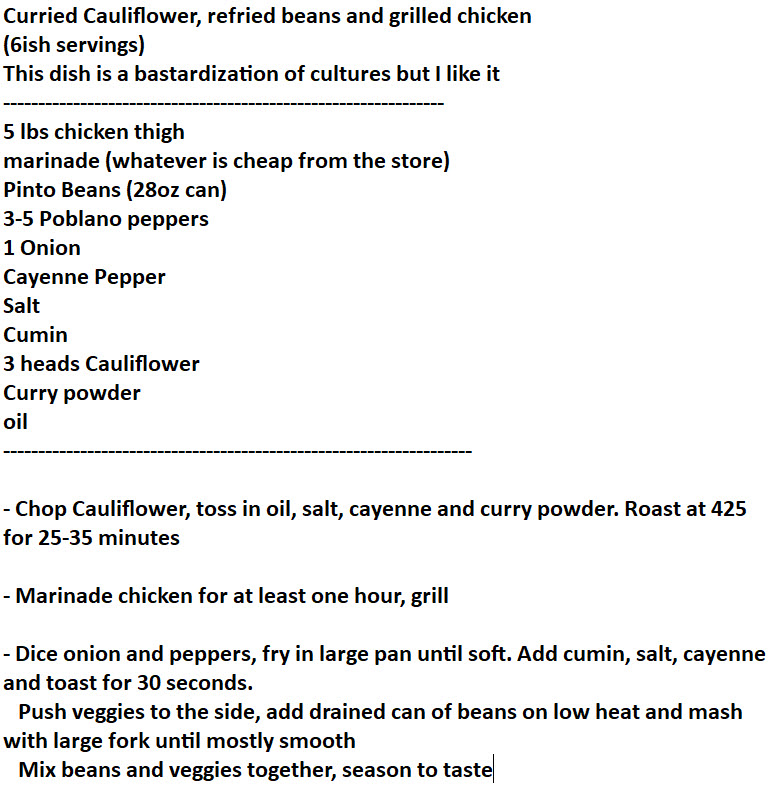 Curried Cauliflower, refried beans and grilled chicken
(6ish servings)
This dish is a bastardization of cultures but I like it
---------------------------------------------------------------
5 lbs chicken thigh
marinade (whatever is cheap from the store)
Pinto Beans (28oz can)
3-5 Poblano peppers
1 Onion
Cayenne Pepper
Salt
Cumin
3 heads Cauliflower
Curry powder
oil
-------------------------------------------------------------------
- Chop Cauliflower, toss in oil, salt, cayenne and curry powder. Roast at 425
for 25-35 minutes
- Marinade chicken for at least one hour, grill
- Dice onion and peppers, fry in large pan until soft. Add cumin, salt, cayenne
and toast for 30 seconds.
Push veggies to the side, add drained can of beans on low heat and mash
with large fork until mostly smooth
Mix beans and veggies together, season to taste